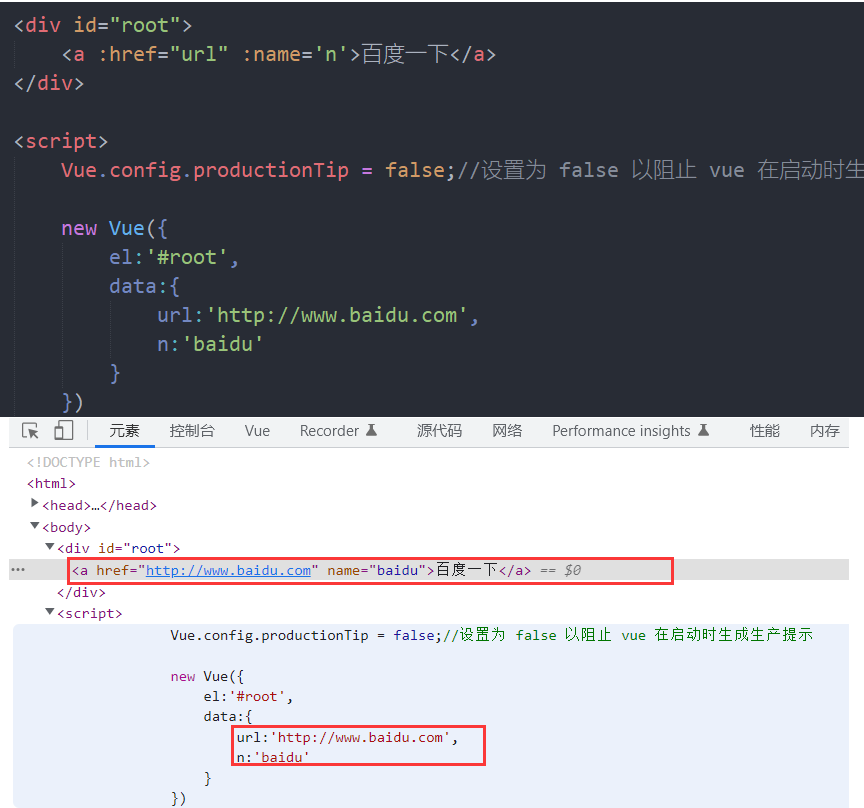 <div id="root">
<a :href="url" :name='n'>百度一下</a>
</div>
<script>
Vue.config.productionTip = false;//设置为 false 以阻止 vue 在启动时生
new Vue({
el:'#root',
data:{
url:'http://www.baidu.com',
n:'baidu'
}
})
元素 控制台 Vue Recorder 源代码 网络 Performance insights 性能 内存
<!DOCTYPE html>
<html>
<head>…</head>
<body>
<div id="root">
<a href="http://www.baidu.com" name="baidu">百度一下</a> == $0
</div>
<script>
Vue.config.productionTip = false;//设置为 false 以阻止 vue 在启动时生成生产提示
new Vue({
el:'#root',
data:{
url:'http://www.baidu.com',
n:'baidu'
}
})